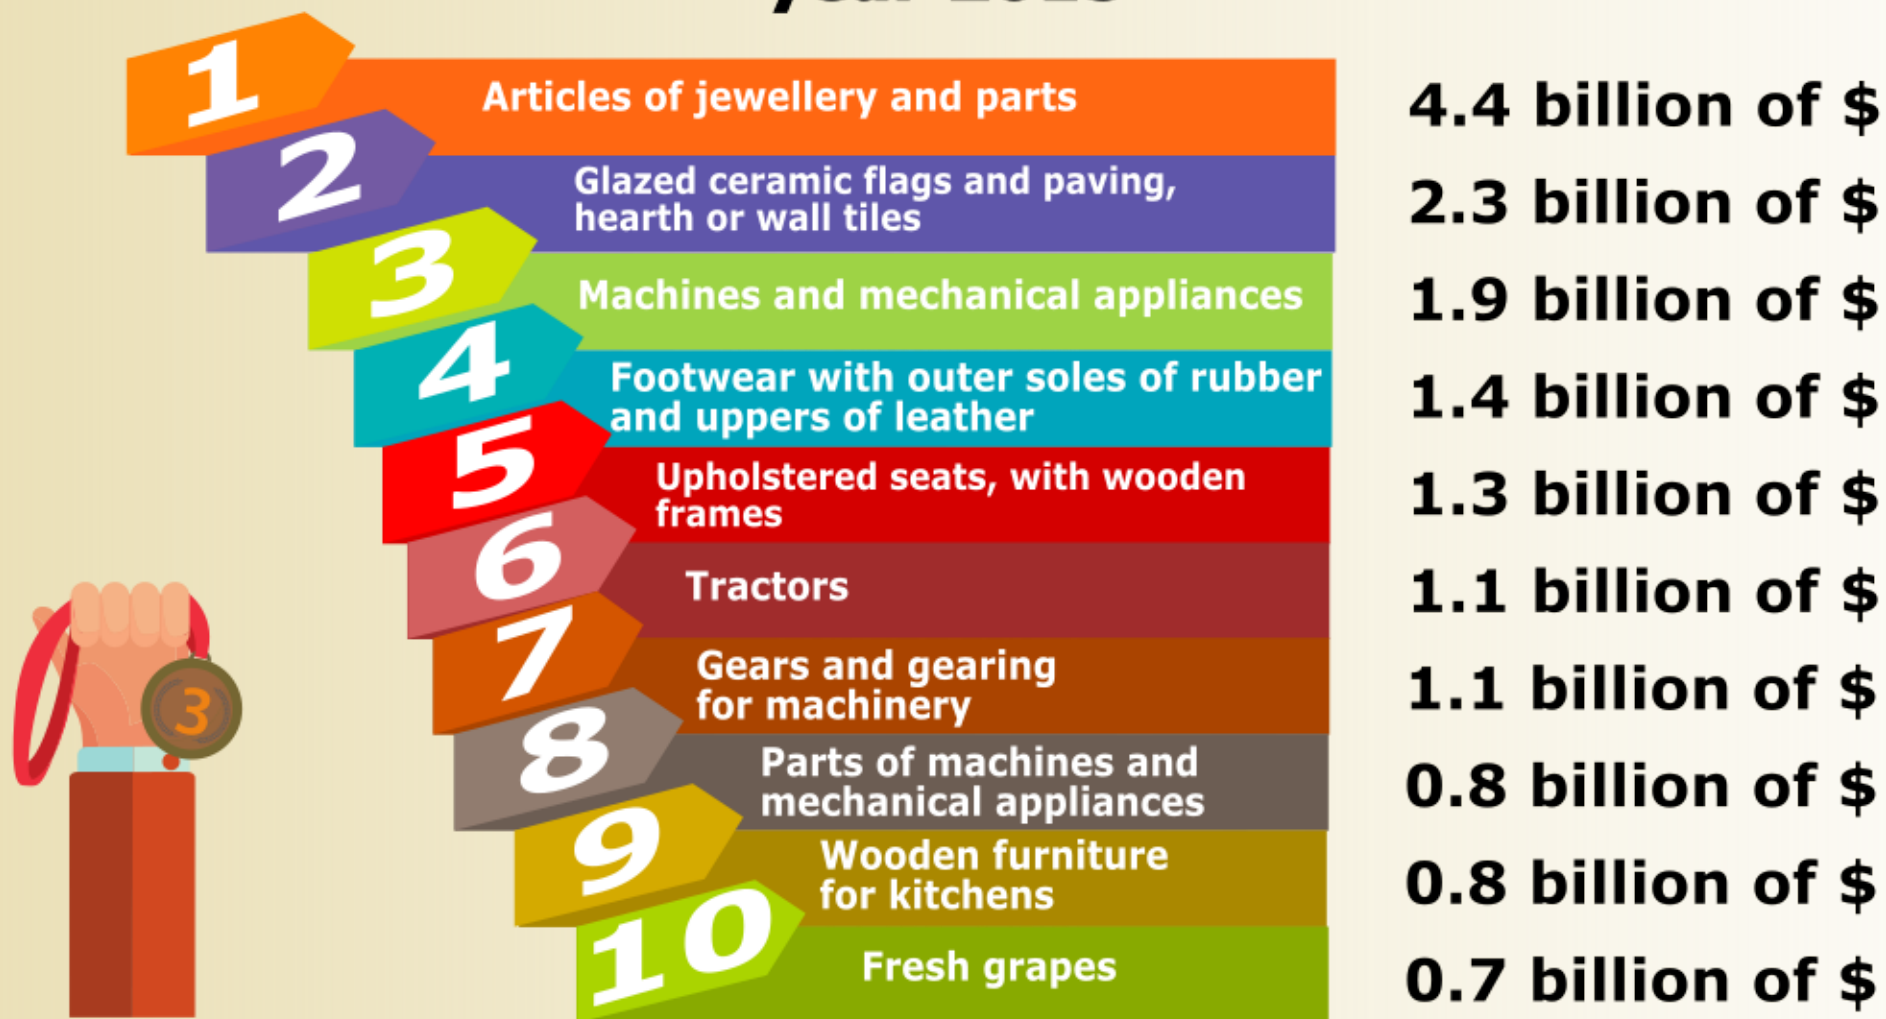 1
Articles of jewellery and parts
4.4 billion of $
2
Glazed ceramic flags and paving,
hearth or wall tiles
2.3 billion of $
3
Machines and mechanical appliances
1.9 billion of $
4
Footwear with outer soles of rubber
and uppers of leather
1.4 billion of $
5
Upholstered seats, with wooden
frames
1.3 billion of $
6
Tractors
1.1 billion of $
7
Gears and gearing
for machinery
1.1 billion of $
8
Parts of machines and
mechanical appliances
0.8 billion of $
9
Wooden furniture
for kitchens
0.8 billion of $
10
Fresh grapes
0.7 billion of $
3